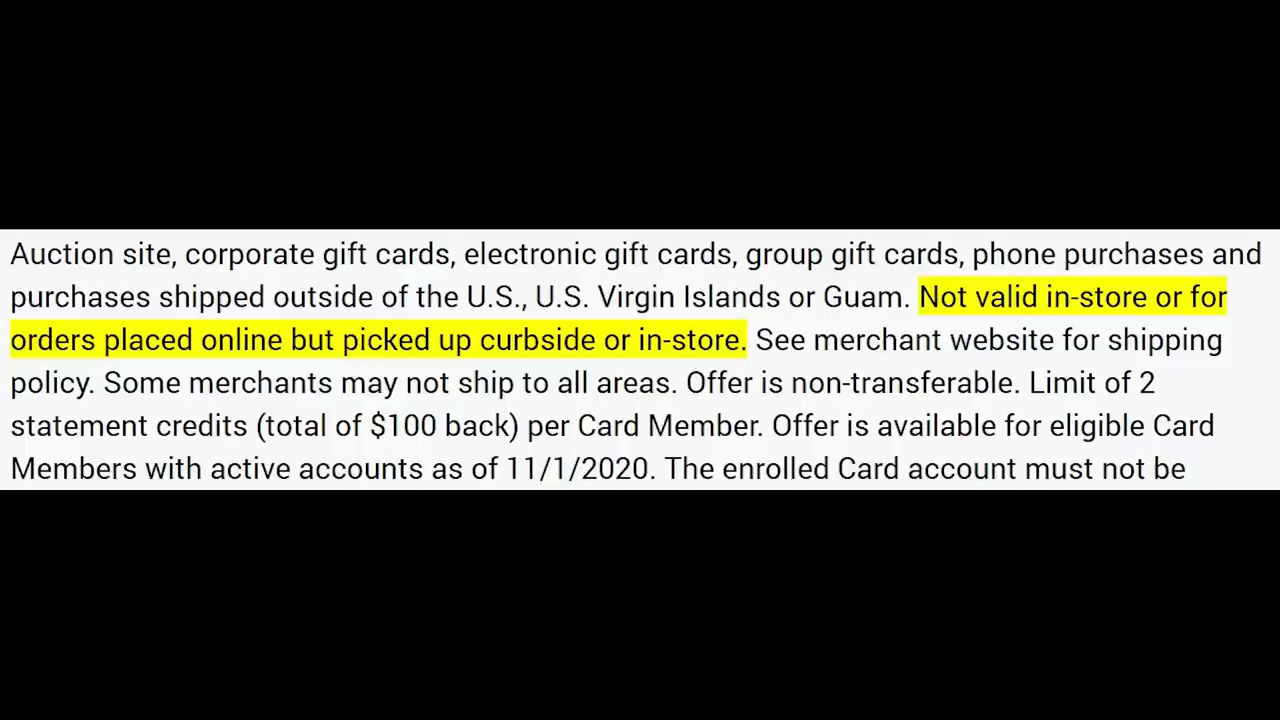 Auction site, corporate gift cards, electronic gift cards, group gift cards, phone purchases and
purchases shipped outside of the U.S., U.S. Virgin Islands or Guam. Not valid in-store or for
orders placed online but picked up curbside or in-store. See merchant website for shipping
policy. Some merchants may not ship to all areas. Offer is non-transferable. Limit of 2
statement credits (total of $100 back) per Card Member. Offer is available for eligible Card
Members with active accounts as of 11/1/2020. The enrolled Card account must not be